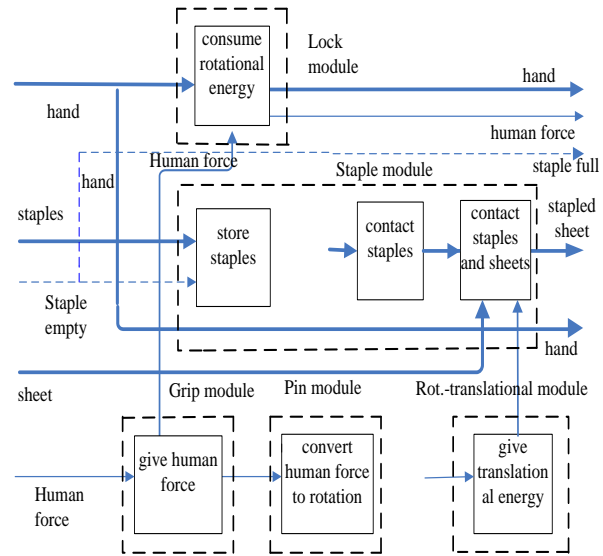 consume
rotational
energy
Lock
module
hand
hand
human force
Human force
staple full
hand
Staple module
staples
store
staples
contact
staples
contact
staples
and sheets
stapled
sheet
Staple
empty
hand
sheet
Grip module
Pin module
Rot.-translational module
give human
force
convert
human force
to rotation
give
translation
al energy
Human
force